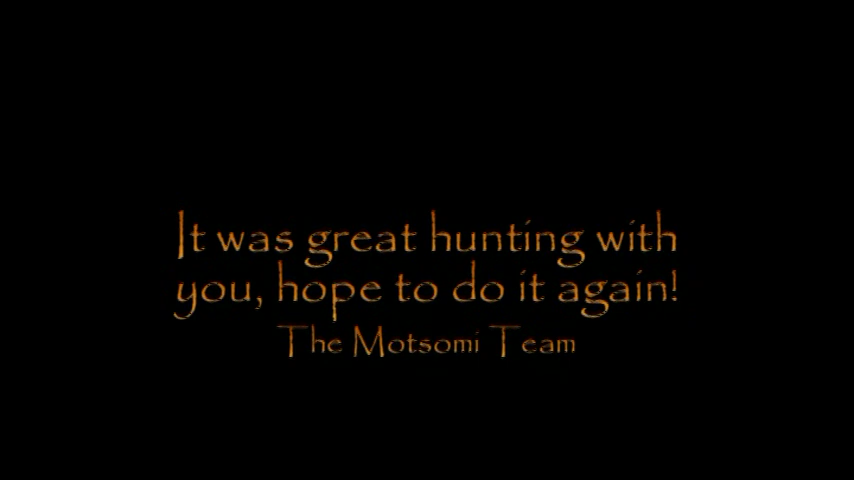 It was great hunting with
you, hope to do it again!
The Motsomi Team